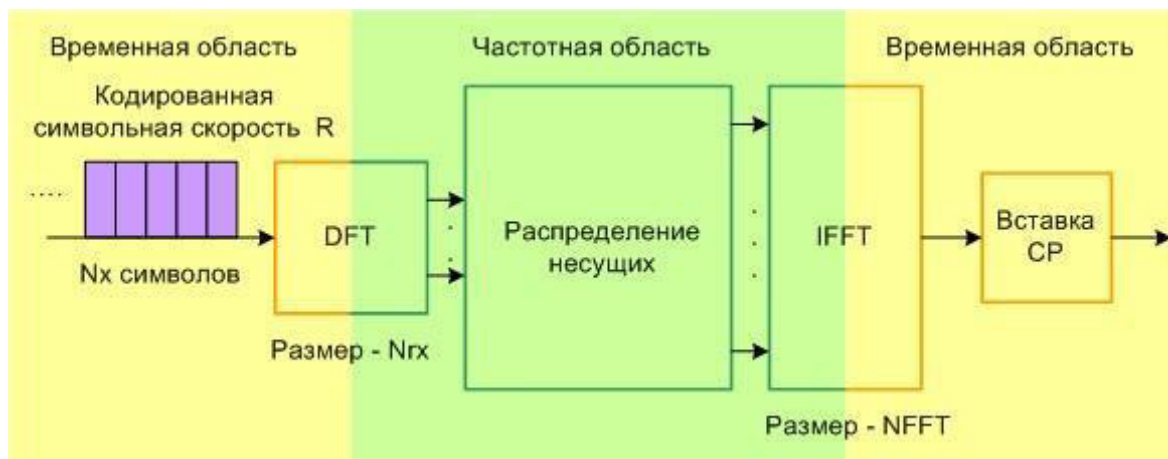 Временная область
Частотная область
Временная область
Кодированная
символьная скорость R
....
DFT
Распределение
несущих
IFFT
Вставка
CP
Nx символов
Размер - Nrx
Размер - NFFT